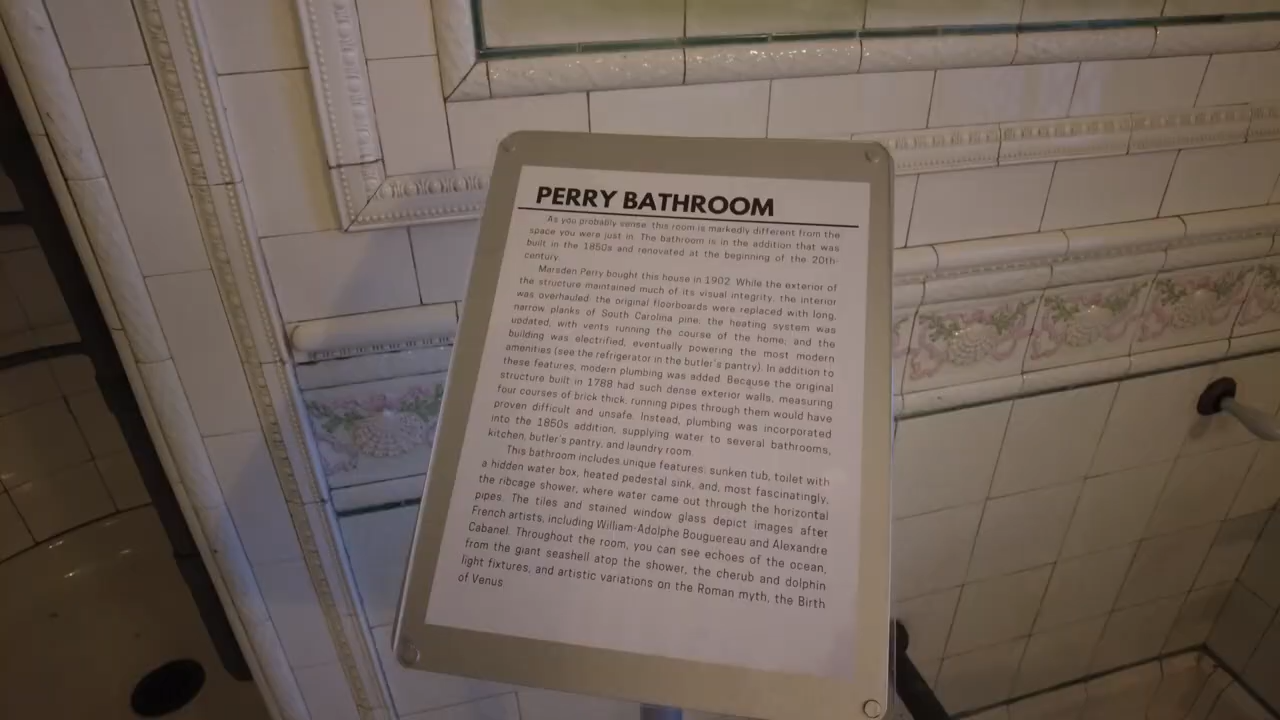 PERRY BATHROOM
As you probably sense this room is markedly different from the
space you were just in. The bathroom is in the addition that was
built in the 1850s and renovated at the beginning of the 20th-
century.
Marsden Perry bought this house in 1902. While the exterior of
the structure maintained much of its visual integrity, the interior
was overhauled: the original floorboards were replaced with long,
narrow planks of South Carolina pine; the heating system was
updated, with vents running the course of the home; and the
building was electrified, eventually powering the most modern
amenities (see the refrigerator in the butler's pantry). In addition to
these features, modern plumbing was added. Because the original
structure built in 1788 had such dense exterior walls, measuring
four courses of brick thick, running pipes through them would have
proven difficult and unsafe. Instead, plumbing was incorporated
into the 1850s addition, supplying water to several bathrooms,
kitchen, butler's pantry, and laundry room.
This bathroom includes unique features: sunken tub, toilet with
a hidden water box, heated pedestal sink, and, most fascinatingly,
the ribcage shower, where water came out through the horizontal
pipes. The tiles and stained window glass depict images after
French artists, including William-Adolphe Bouguereau and Alexandre
Cabanel. Throughout the room, you can see echoes of the ocean,
from the giant seashell atop the shower, the cherub and dolphin
light fixtures, and artistic variations on the Roman myth, the Birth
of Venus.